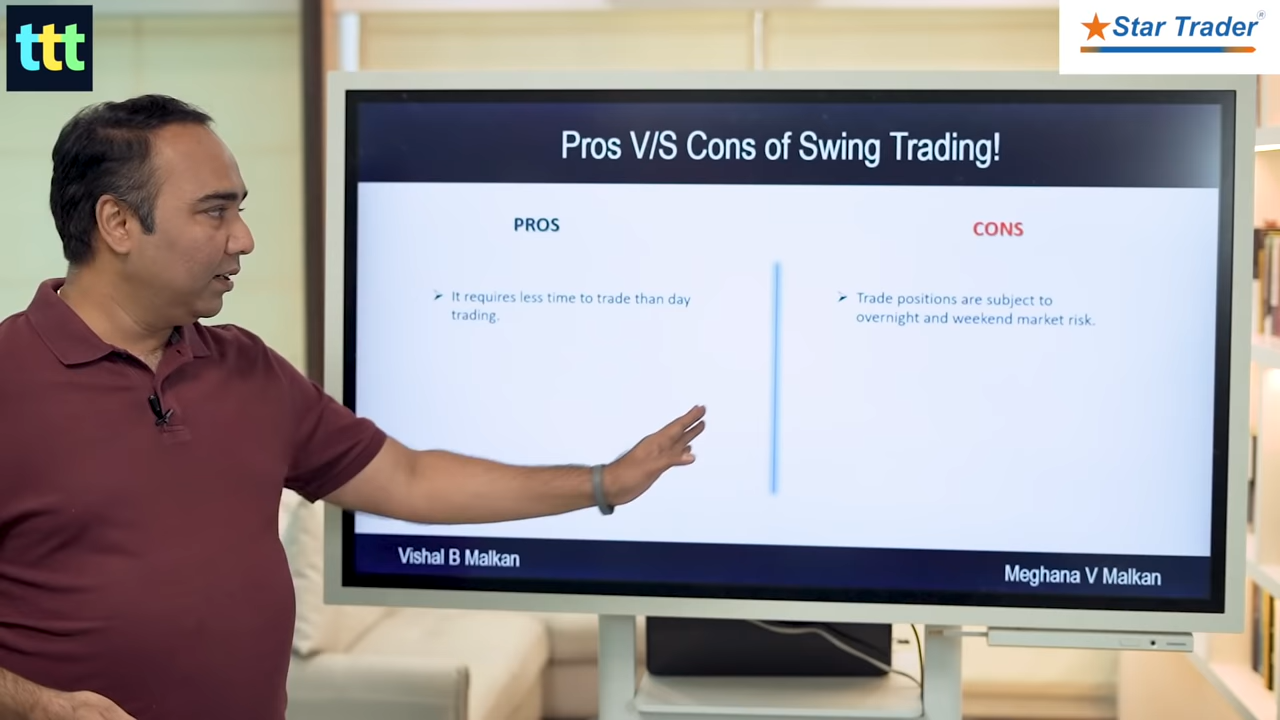 ttt
Star Trader®
Pros V/S Cons of Swing Trading!
PROS
➢ It requires less time to trade than day
trading.
CONS
➢ Trade positions are subject to
overnight and weekend market risk.
Vishal B Malkan
Meghana V Malkan